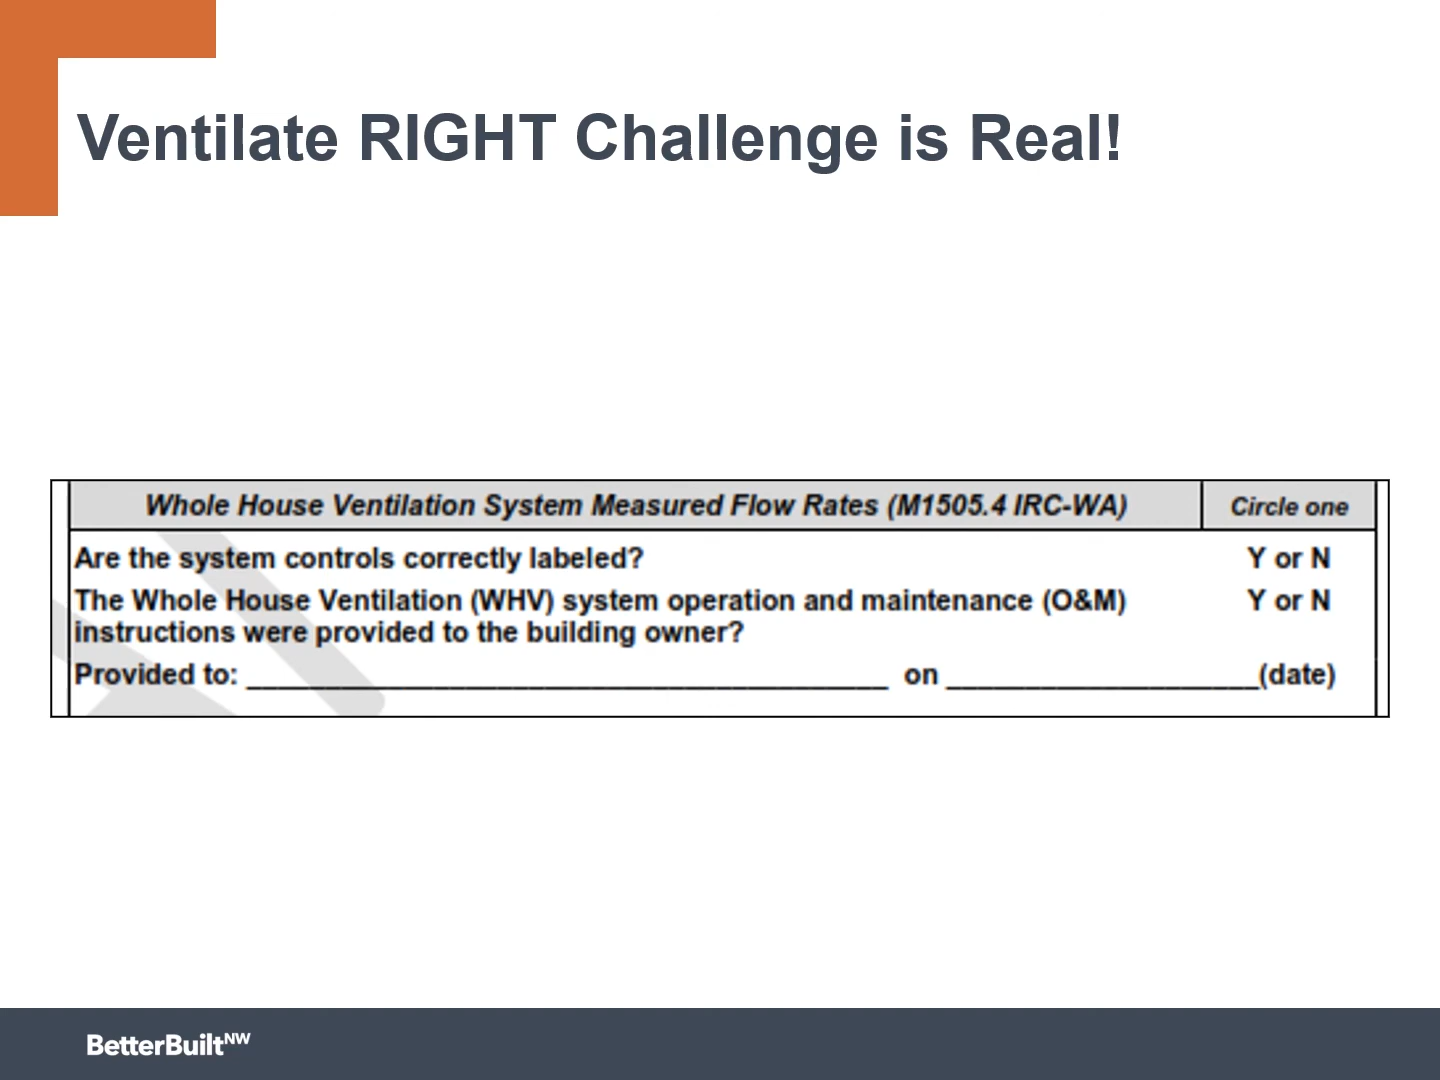 Ventilate RIGHT Challenge is Real!
Whole House Ventilation System Measured Flow Rates (M1505.4 IRC-WA) Circle one
Are the system controls correctly labeled? Y or N
The Whole House Ventilation (WHV) system operation and maintenance (O&M) Y or N
instructions were provided to the building owner?
Provided to: ________________________________________ on ____________________(date)
BetterBuiltNW